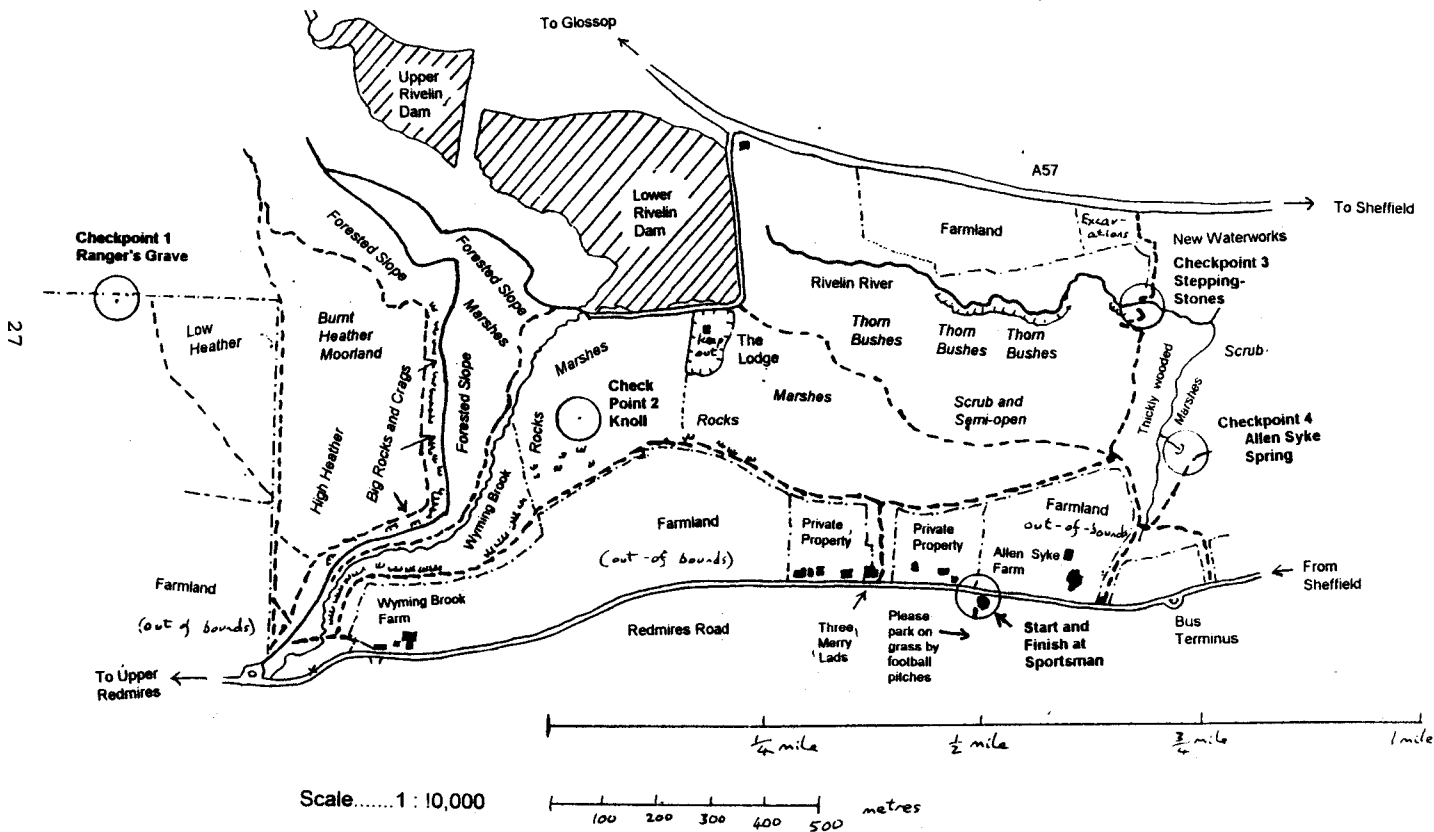 To Glossop
Upper
Rivelin
Dam
Lower
Rivelin
Dam
A57
To Sheffield
Farmland
Excav-
ations
New Waterworks
Checkpoint 3
Stepping-
Stones
Checkpoint 1
Ranger's Grave
Forested Slope
Forested Slope
Marshes
Rivelin River
27
Low
Heather
Burnt
Heather
Moorland
Thorn
Bushes
Thorn
Bushes
Thorn
Bushes
keep
out
The
Lodge
Marshes
Scrub
Thickly wooded
Marshes
Big Rocks and Crags
Forested Slope
Check
Point 2
Knoll
Rocks
Rocks
Marshes
Scrub and
Semi-open
Checkpoint 4
Allen Syke
Spring
High Heather
Wyming Brook
Farmland
(out-of bounds)
Private
Property
Private
Property
Farmland
out-of-bounds
Allen Syke
Farm
From
Sheffield
Farmland
(out of bounds)
Wyming Brook
Farm
Redmires Road
Three
Merry
Lads
Please
park on
grass by
football
pitches
Start and
Finish at
Sportsman
Bus
Terminus
To Upper
Redmires
1/4 mile
1/2 mile
3/4 mile
1 mile
Scale.......1 : 10,000
100 200 300 400 500 metres